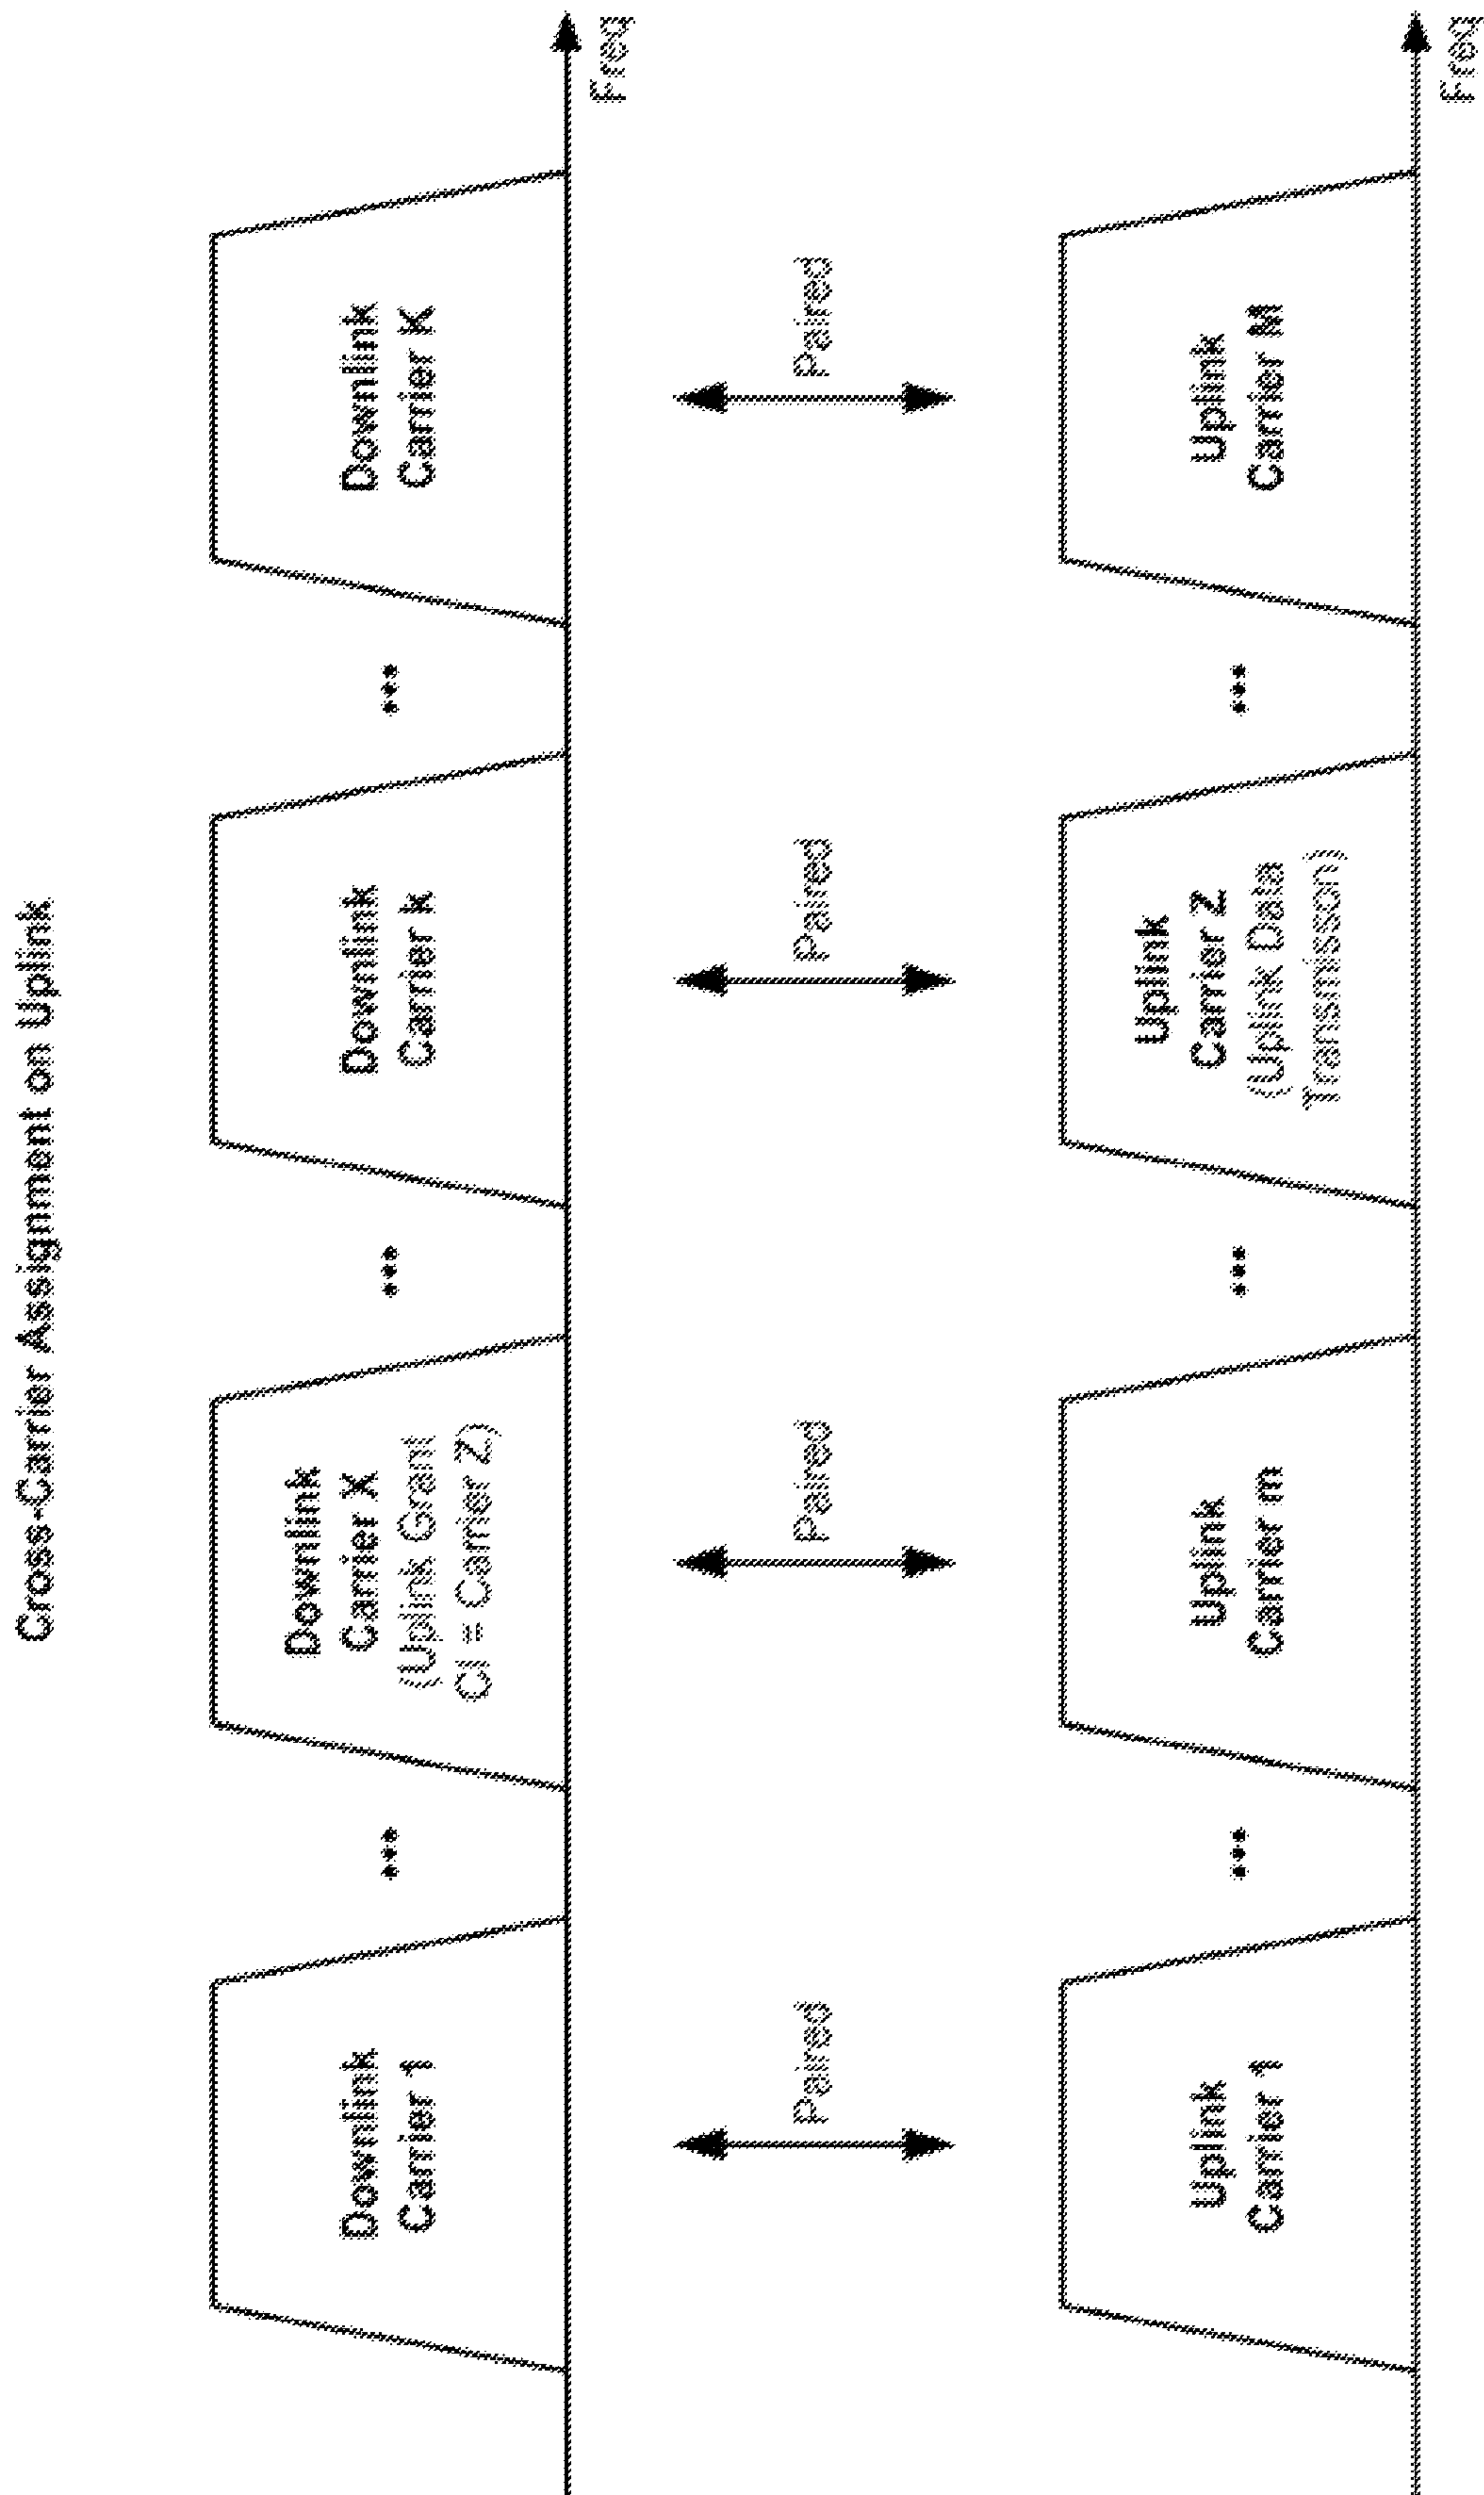 Cross-Carrier Assignment on Uplink
Downlink
Carrier 1
...
Downlink
Carrier X
(Uplink Grant
CI = Carrier Z)
...
Downlink
Carrier k
...
Downlink
Carrier K
Freq
Paired
Paired
Paired
Paired
Uplink
Carrier 1
...
Uplink
Carrier m
...
Uplink
Carrier Z
(Uplink Data
Transmisson)
...
Uplink
Carrier M
Freq